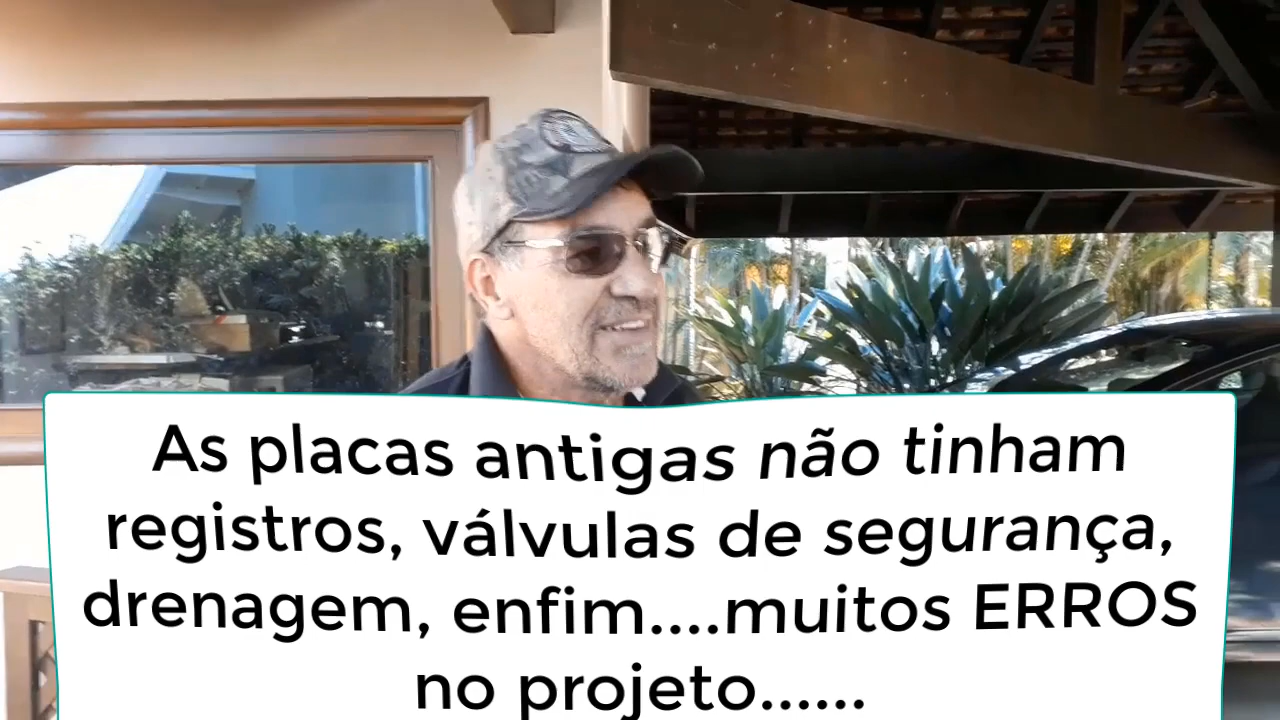 As placas antigas não tinham
registros, válvulas de segurança,
drenagem, enfim....muitos ERROS
no projeto......